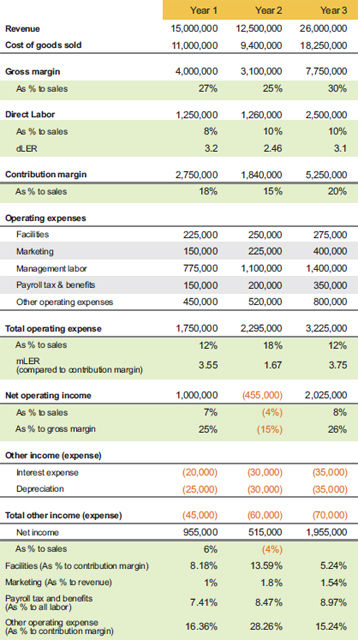 Year 1 Year 2 Year 3
Revenue 15,000,000 12,500,000 26,000,000
Cost of goods sold 11,000,000 9,400,000 18,250,000
Gross margin 4,000,000 3,100,000 7,750,000
As % to sales 27% 25% 30%
Direct Labor 1,250,000 1,260,000 2,500,000
As % to sales 8% 10% 10%
dLER 3.2 2.46 3.1
Contribution margin 2,750,000 1,840,000 5,250,000
As % to sales 18% 15% 20%
Operating expenses
Facilities 225,000 250,000 275,000
Marketing 150,000 225,000 400,000
Management labor 775,000 1,100,000 1,400,000
Payroll tax & benefits 150,000 200,000 350,000
Other operating expenses 450,000 520,000 800,000
Total operating expense 1,750,000 2,295,000 3,225,000
As % to sales 12% 18% 12%
mLER
(compared to contribution margin) 3.55 1.67 3.75
Net operating income 1,000,000 (455,000) 2,025,000
As % to sales 7% (4%) 8%
As % to gross margin 25% (15%) 26%
Other income (expense)
Interest expense (20,000) (30,000) (35,000)
Depreciation (25,000) (30,000) (35,000)
Total other income (expense) (45,000) (60,000) (70,000)
Net income 955,000 515,000 1,955,000
As % to sales 6% (4%)
Facilities (As % to contribution margin) 8.18% 13.59% 5.24%
Marketing (As % to revenue) 1% 1.8% 1.54%
Payroll tax and benefits
(As % to all labor) 7.41% 8.47% 8.97%
Other operating expense
(As % to contribution margin) 16.36% 28.26% 15.24%